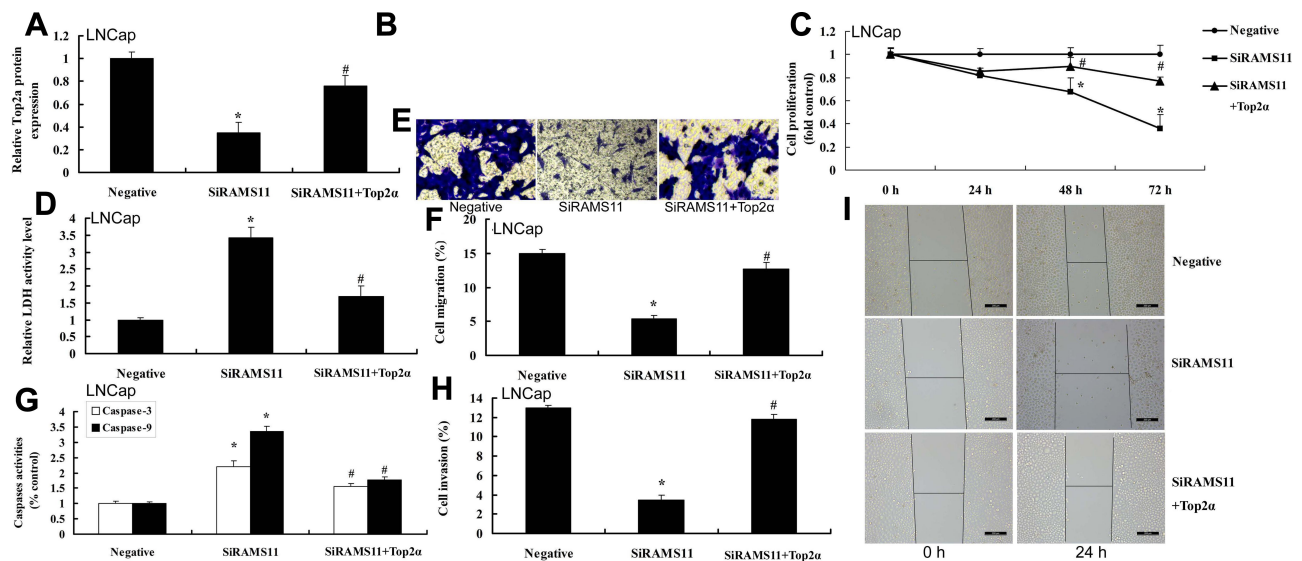 A
LNCap
Relative Top2a protein
expression
1.2
1
0.8
0.6
0.4
0.2
0
*
#
Negative
SiRAMS11
SiRAMS11+Top2α
B
C
LNCap
Cell proliferation
(fold control)
1.2
1
0.8
0.6
0.4
0.2
0
#
*
#
*
0 h
24 h
48 h
72 h
Negative
SiRAMS11
SiRAMS11
+Top2α
D
LNCap
Relative LDH activity level
4
3.5
3
2.5
2
1.5
1
0.5
0
*
#
Negative
SiRAMS11
SiRAMS11+Top2α
E
Negative
SiRAMS11
SiRAMS11+Top2α
F
LNCap
Cell migration (%)
20
15
10
5
0
*
#
Negative
SiRAMS11
SiRAMS11+Top2α
G
LNCap
Caspase-3
Caspase-9
Caspases activities
(% control)
4
3.5
3
2.5
2
1.5
1
0.5
0
*
*
#
#
Negative
SiRAMS11
SiRAMS11+Top2α
H
LNCap
Cell invasion (%)
14
12
10
8
6
4
2
0
*
#
Negative
SiRAMS11
SiRAMS11+Top2α
I
Negative
SiRAMS11
SiRAMS11
+Top2α
0 h
24 h